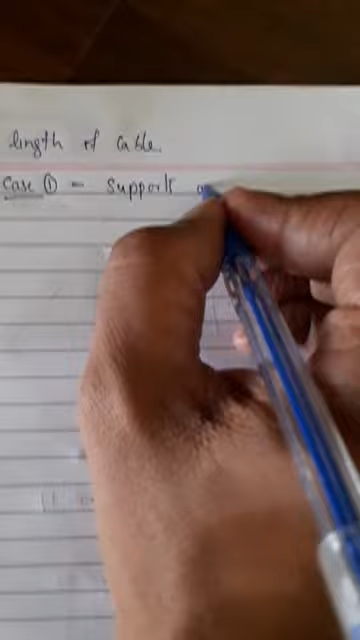 length of cable.
Case ① - supports